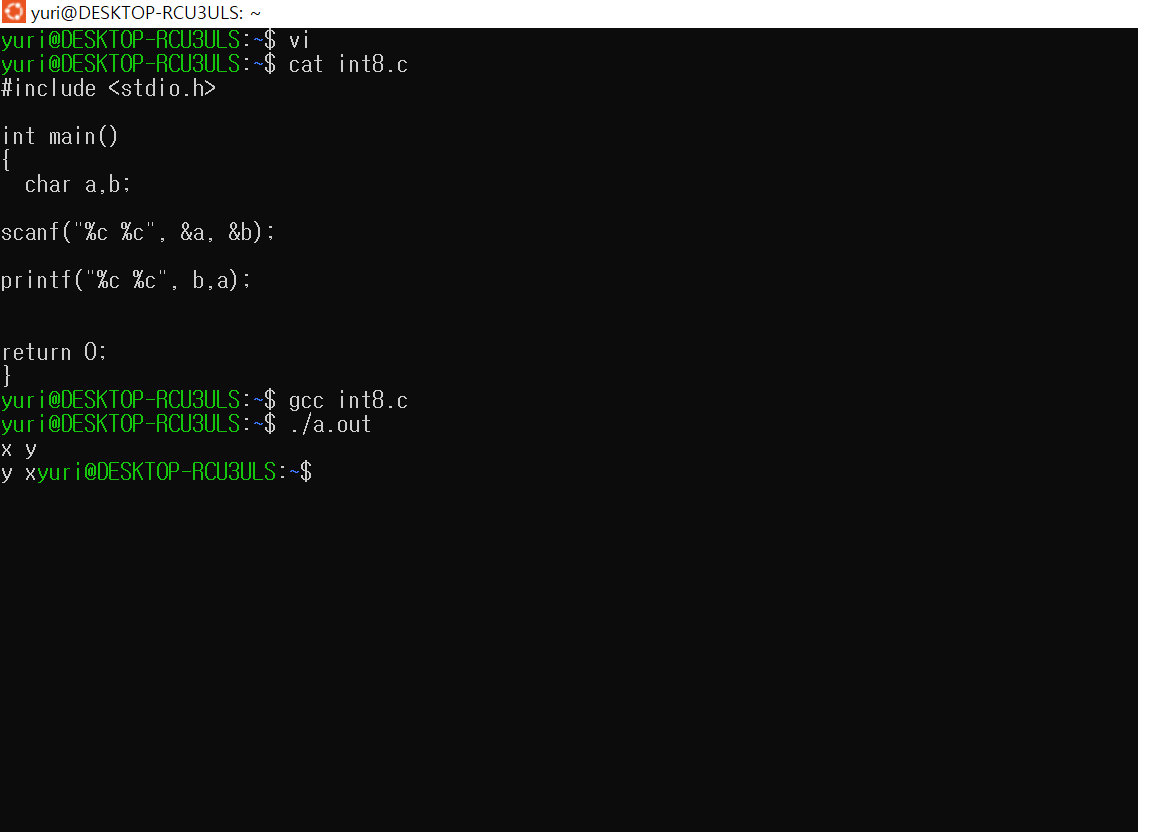 yuri@DESKTOP-RCU3ULS: ~
yuri@DESKTOP-RCU3ULS:~$ vi
yuri@DESKTOP-RCU3ULS:~$ cat int8.c
#include <stdio.h>
int main()
{
  char a,b;
scanf("%c %c", &a, &b);
printf("%c %c", b,a);
return 0;
}
yuri@DESKTOP-RCU3ULS:~$ gcc int8.c
yuri@DESKTOP-RCU3ULS:~$ ./a.out
x y
y xyuri@DESKTOP-RCU3ULS:~$